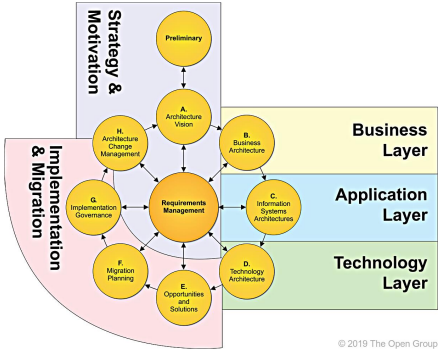 Strategy &
Motivation
Preliminary
A.
Architecture
Vision
H.
Architecture
Change
Management
B.
Business
Architecture
Business
Layer
Implementation
& Migration
G.
Implementation
Governance
Requirements
Management
C.
Information
Systems
Architectures
Application
Layer
F.
Migration
Planning
D.
Technology
Architecture
Technology
Layer
E.
Opportunities
and
Solutions
© 2019 The Open Group